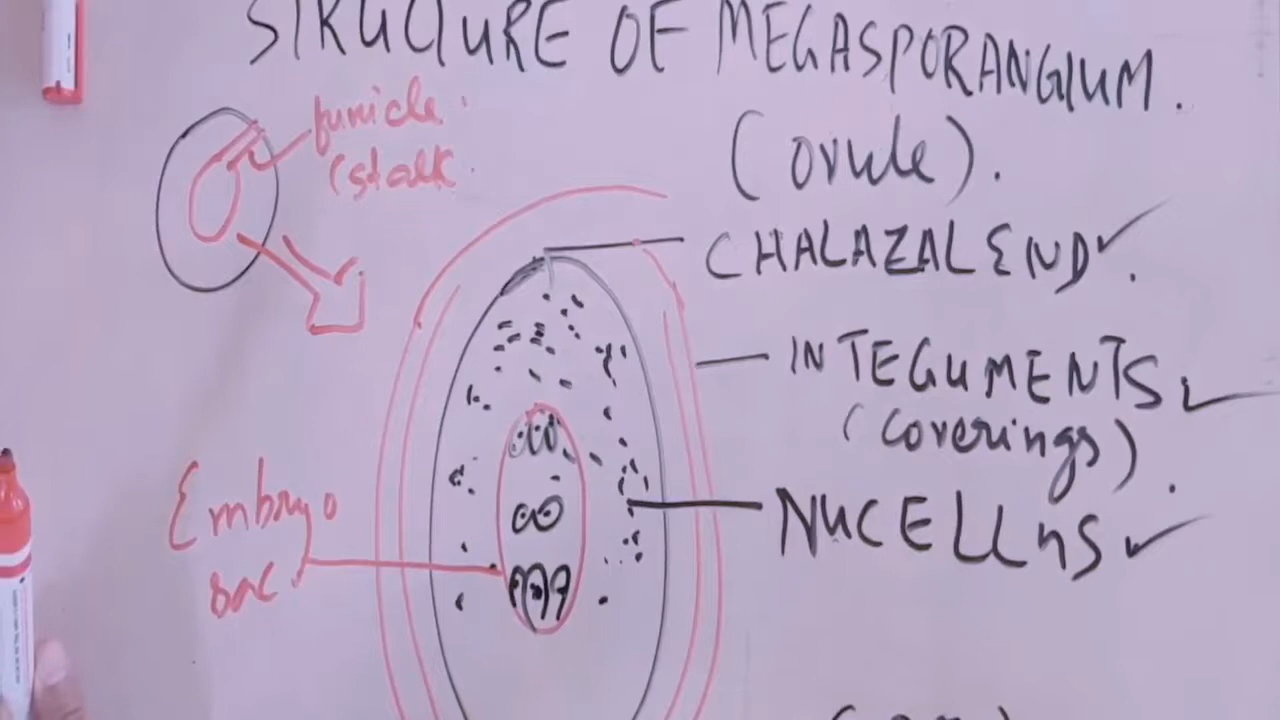 STRUCTURE OF MEGASPORANGIUM.
(ovule).
funicle.
(stalk.
CHALAZAL END.
INTEGUMENTS
(coverings).
NUCELLUS
Embryo
sac.